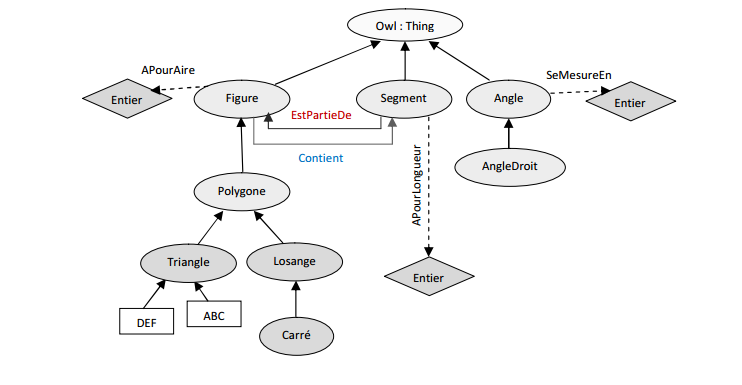 Owl : Thing
APourAire
SeMesureEn
Entier
Figure
Segment
Angle
Entier
EstPartieDe
Contient
APourLongueur
AngleDroit
Polygone
Triangle
Losange
Entier
DEF
ABC
Carré